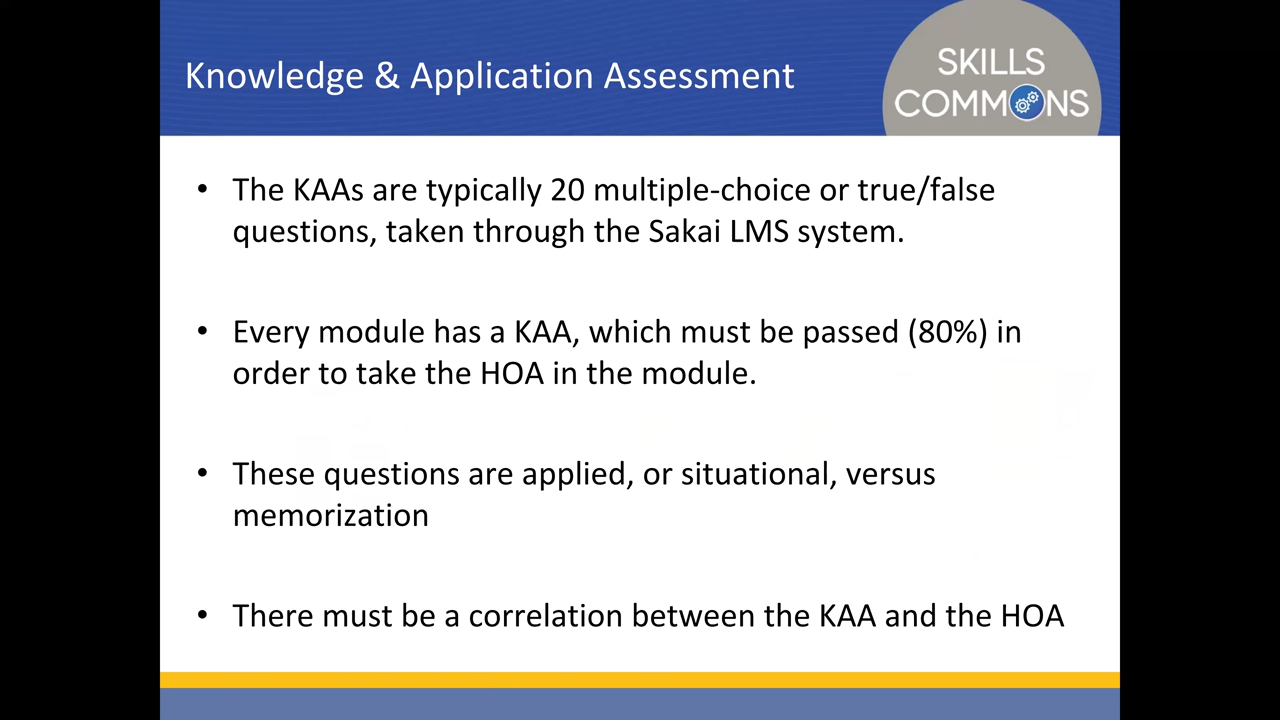 Knowledge & Application Assessment
SKILLS
COMMONS
• The KAAs are typically 20 multiple-choice or true/false
questions, taken through the Sakai LMS system.
• Every module has a KAA, which must be passed (80%) in
order to take the HOA in the module.
• These questions are applied, or situational, versus
memorization
• There must be a correlation between the KAA and the HOA